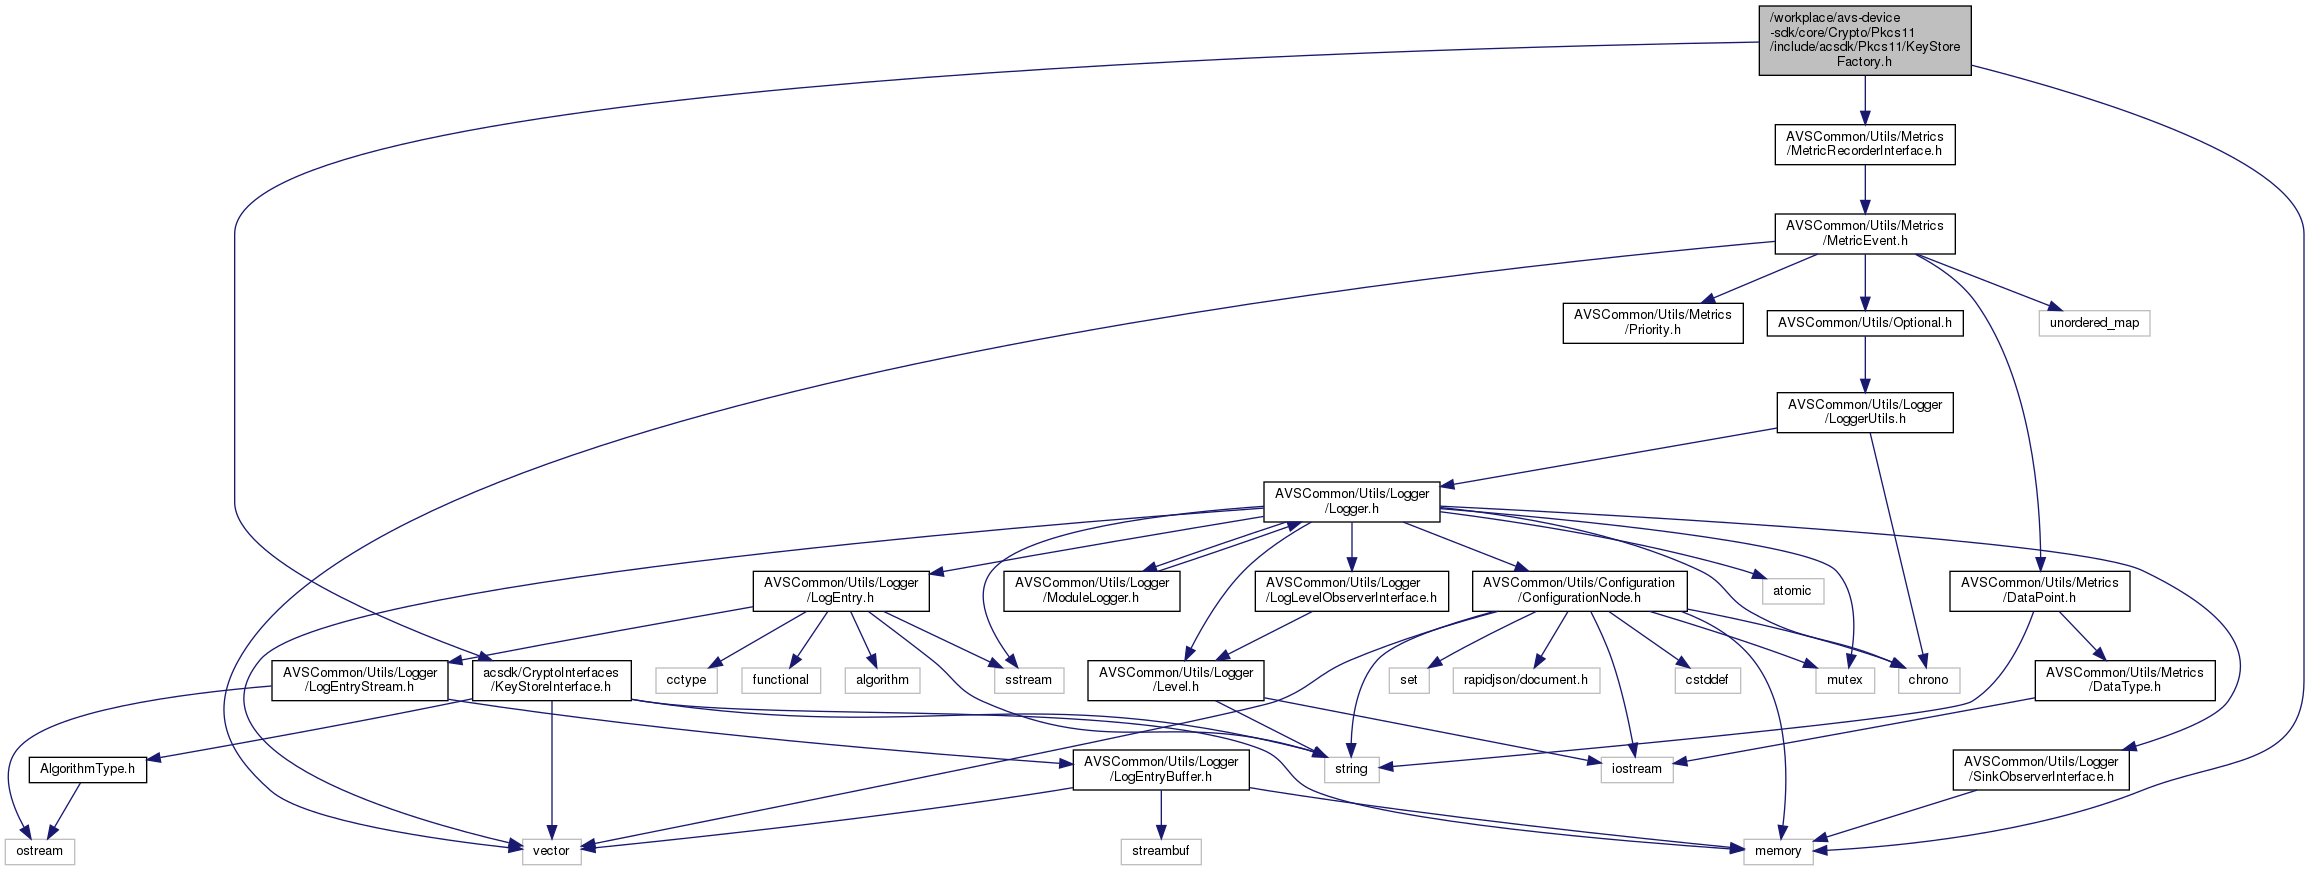 /workplace/avs-device
-sdk/core/Crypto/Pkcs11
/include/acsdk/Pkcs11/KeyStore
Factory.h
AVSCommon/Utils/Metrics
/MetricRecorderInterface.h
AVSCommon/Utils/Metrics
/MetricEvent.h
AVSCommon/Utils/Metrics
/Priority.h
AVSCommon/Utils/Optional.h
unordered_map
AVSCommon/Utils/Logger
/LoggerUtils.h
AVSCommon/Utils/Logger
/Logger.h
AVSCommon/Utils/Logger
/LogEntry.h
AVSCommon/Utils/Logger
/ModuleLogger.h
AVSCommon/Utils/Logger
/LogLevelObserverInterface.h
AVSCommon/Utils/Configuration
/ConfigurationNode.h
atomic
AVSCommon/Utils/Metrics
/DataPoint.h
AVSCommon/Utils/Logger
/LogEntryStream.h
acsdk/CryptoInterfaces
/KeyStoreInterface.h
cctype
functional
algorithm
sstream
AVSCommon/Utils/Logger
/Level.h
set
rapidjson/document.h
cstddef
mutex
chrono
AVSCommon/Utils/Metrics
/DataType.h
AlgorithmType.h
AVSCommon/Utils/Logger
/LogEntryBuffer.h
string
iostream
AVSCommon/Utils/Logger
/SinkObserverInterface.h
ostream
vector
streambuf
memory